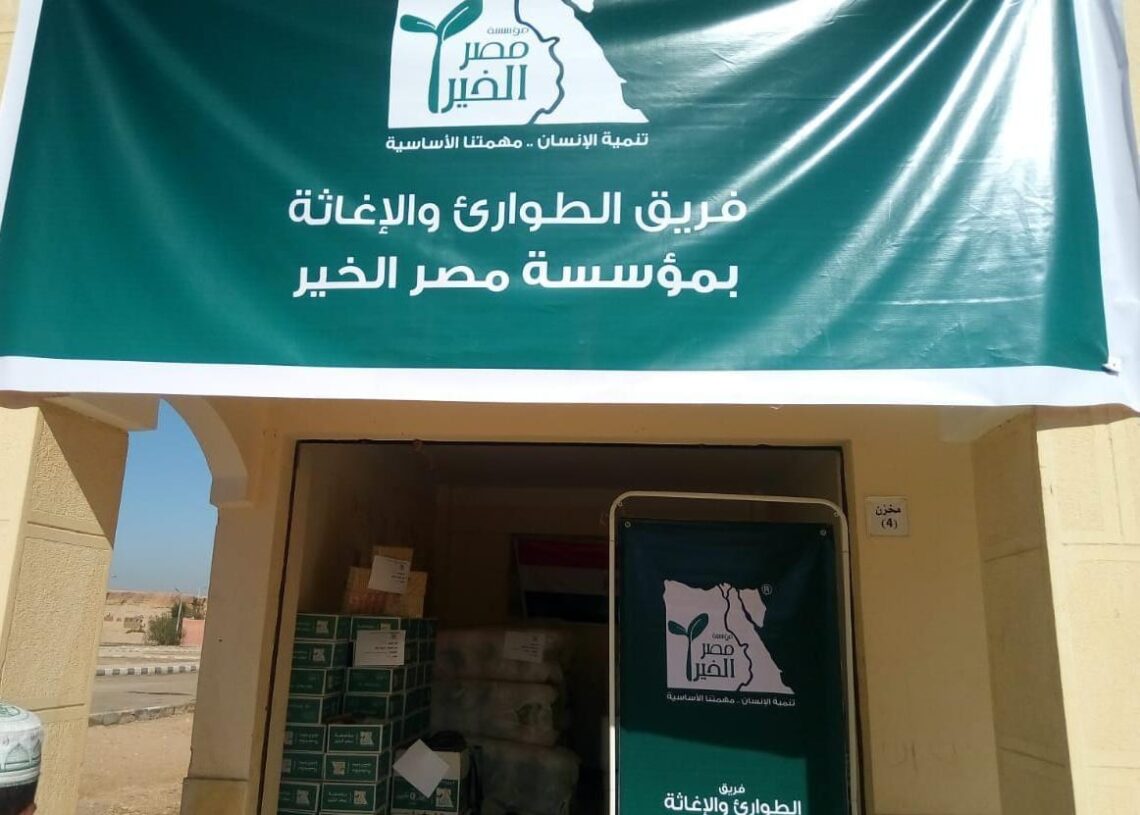 مؤسسة
مصر
الخير
تنمية الإنسان .. مهمتنا الأساسية
فريق الطوارئ والإغاثة
بمؤسسة مصر الخير
مخزن
(4)
®
مؤسسة
مصر
الخير
تنمية الإنسان .. مهمتنا الأساسية
فريق
الطوارئ والإغاثة